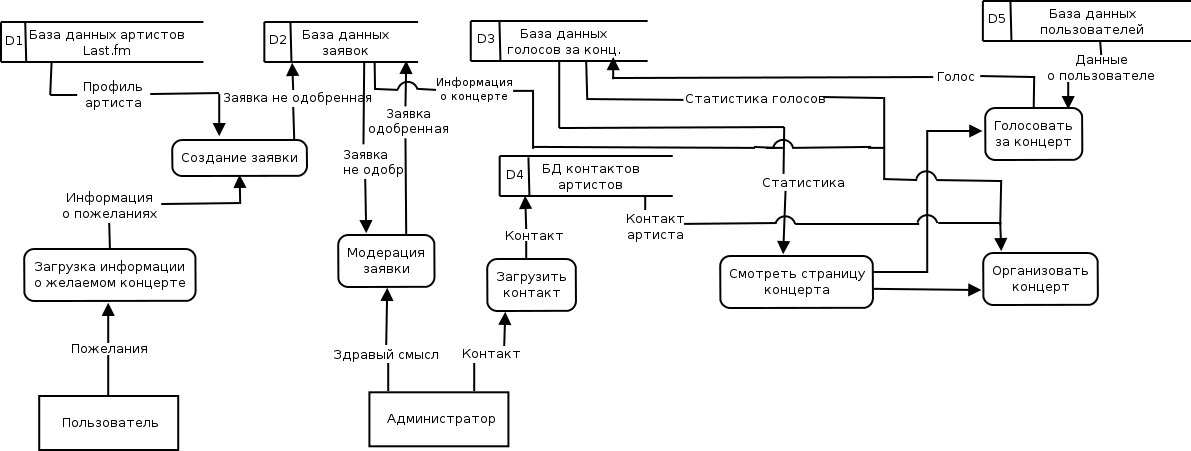 D1
База данных артистов
Last.fm
D2
База данных
заявок
D3
База данных
голосов за конц.
D5
База данных
пользователей
Профиль
артиста
Заявка не одобренная
Информация
о концерте
Заявка
одобренная
Статистика голосов
Голос
Данные
о пользователе
Создание заявки
Заявка
не одобр
D4
БД контактов
артистов
Голосовать
за концерт
Статистика
Информация
о пожеланиях
Контакт
Контакт
артиста
Загрузка информации
о желаемом концерте
Модерация
заявки
Загрузить
контакт
Смотреть страницу
концерта
Организовать
концерт
Пожелания
Здравый смысл
Контакт
Пользователь
Администратор